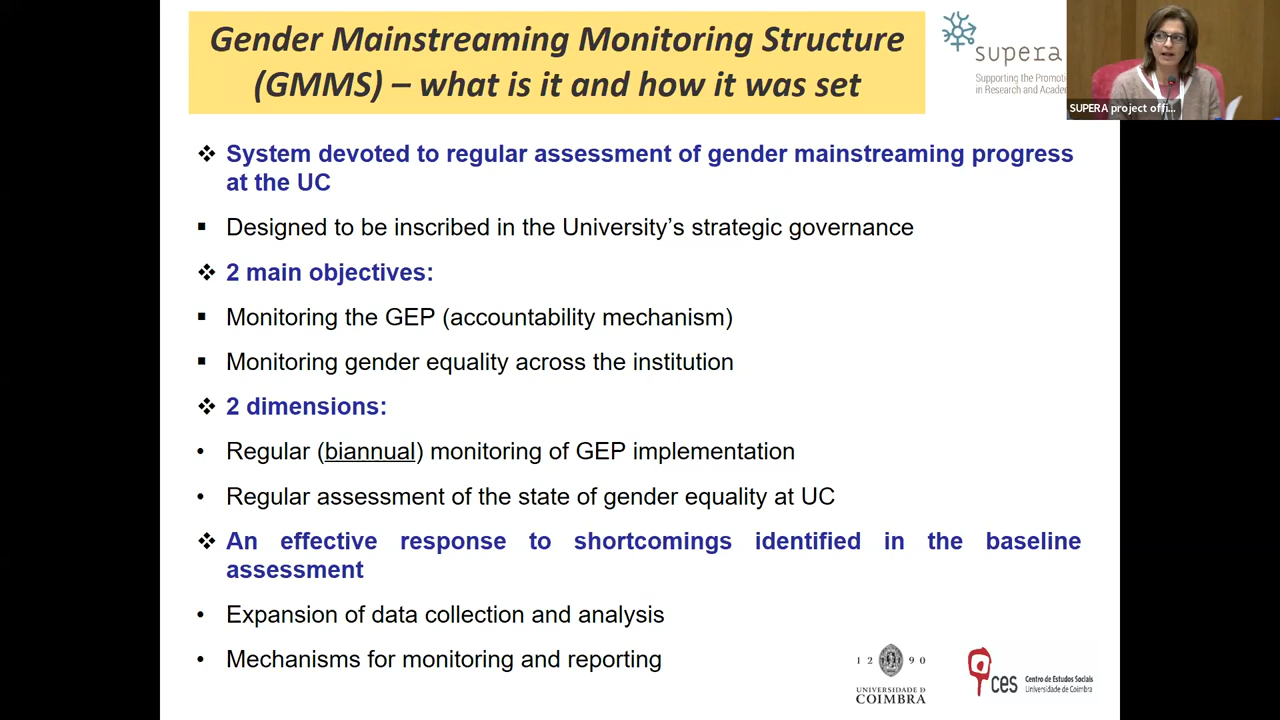 Gender Mainstreaming Monitoring Structure
(GMMS) – what is it and how it was set
supera
Supporting the Promoti
in Research and Acade
SUPERA project offi...
❖ System devoted to regular assessment of gender mainstreaming progress
at the UC
▪ Designed to be inscribed in the University’s strategic governance
❖ 2 main objectives:
▪ Monitoring the GEP (accountability mechanism)
▪ Monitoring gender equality across the institution
❖ 2 dimensions:
• Regular (biannual) monitoring of GEP implementation
• Regular assessment of the state of gender equality at UC
❖ An effective response to shortcomings identified in the baseline
assessment
• Expansion of data collection and analysis
• Mechanisms for monitoring and reporting
1 2 9 0
UNIVERSIDADE D
COIMBRA
ces
Centro de Estudos Sociais
Universidade de Coimbra